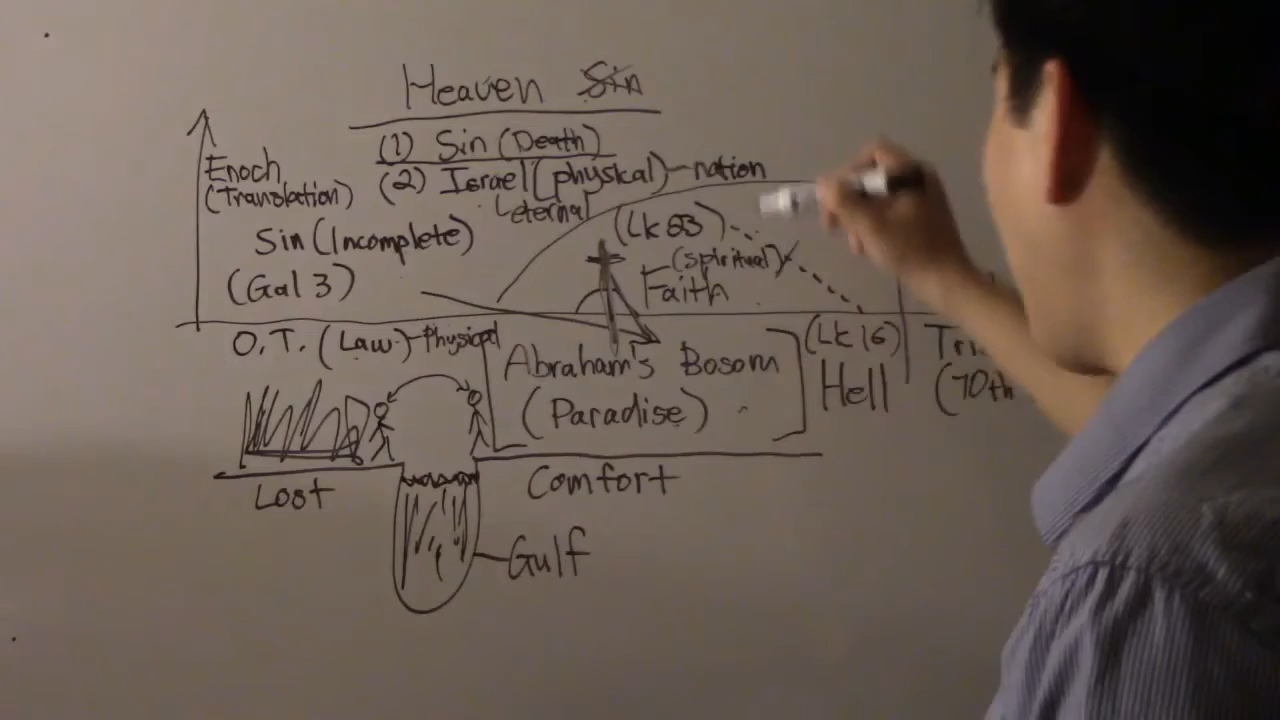 Heaven Sin
(1) Sin (Death)
(2) Israel (physical) - nation
eternal
Enoch
(Translation)
Sin (Incomplete)
(Gal 3)
(Lk 23)
(spiritual)
Faith
O.T. (Law) - Physical
Abraham's Bosom
(Paradise)
(Lk 16)
Hell
(70th
Lost
Comfort
Gulf